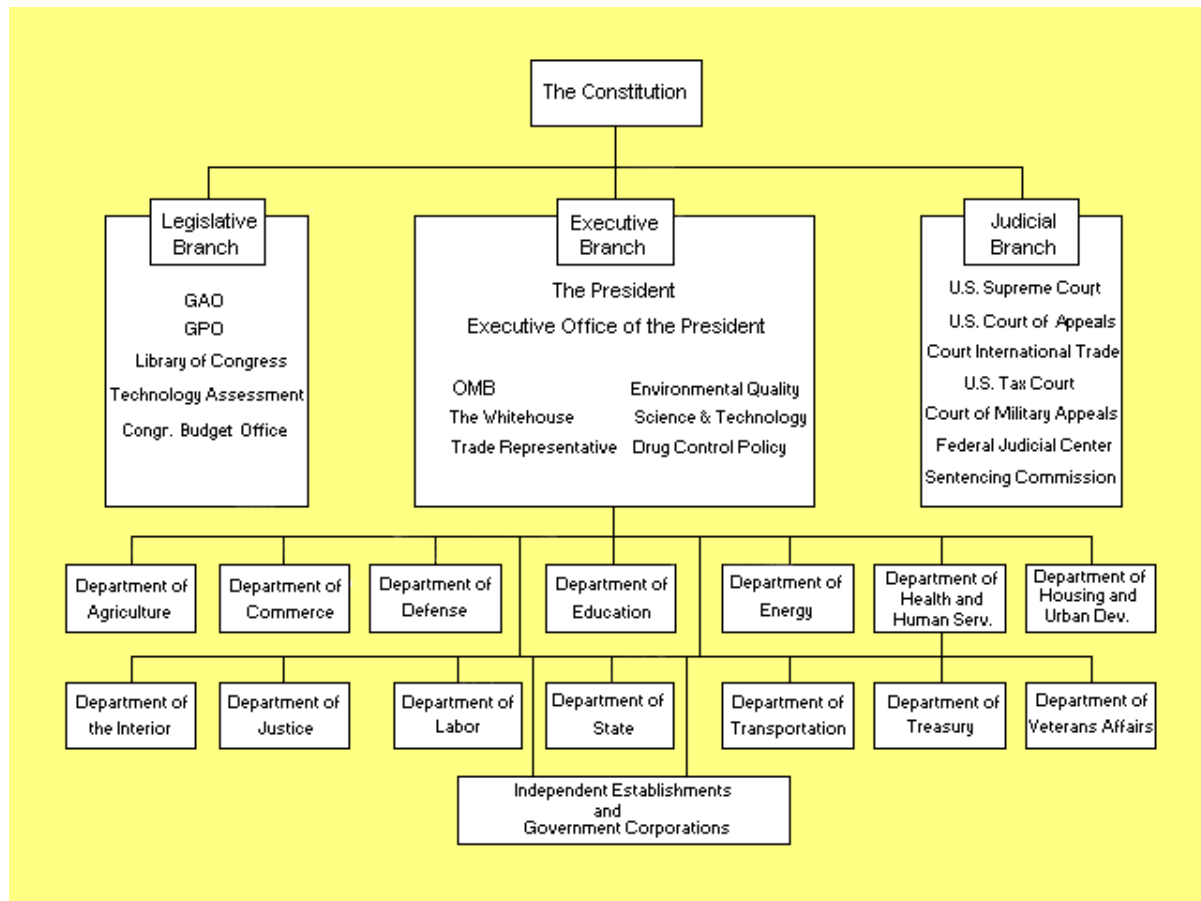 The Constitution
Legislative
Branch
Executive
Branch
Judicial
Branch
GAO
GPO
Library of Congress
Technology Assessment
Congr. Budget Office
The President
Executive Office of the President
OMB
Environmental Quality
The Whitehouse
Science & Technology
Trade Representative
Drug Control Policy
U.S. Supreme Court
U.S. Court of Appeals
Court International Trade
U.S. Tax Court
Court of Military Appeals
Federal Judicial Center
Sentencing Commission
Department of
Agriculture
Department of
Commerce
Department of
Defense
Department of
Education
Department of
Energy
Department of
Health and
Human Serv.
Department of
Housing and
Urban Dev.
Department of
the Interior
Department of
Justice
Department of
Labor
Department of
State
Department of
Transportation
Department of
Treasury
Department of
Veterans Affairs
Independent Establishments
and
Government Corporations